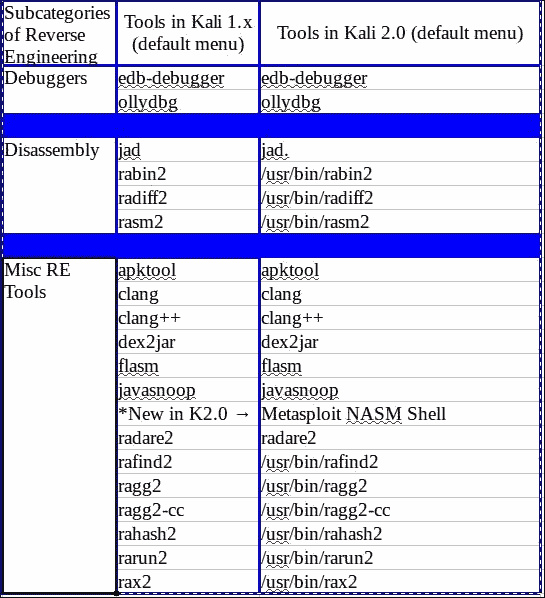 Subcategories of Reverse Engineering Tools in Kali 1.x (default menu) Tools in Kali 2.0 (default menu)
Debuggers edb-debugger edb-debugger
ollydbg ollydbg
Disassembly jad jad.
rabin2 /usr/bin/rabin2
radiff2 /usr/bin/radiff2
rasm2 /usr/bin/rasm2
Misc RE Tools apktool apktool
clang clang
clang++ clang++
dex2jar dex2jar
flasm flasm
javasnoop javasnoop
*New in K2.0 → Metasploit NASM Shell
radare2 radare2
rafind2 /usr/bin/rafind2
ragg2 /usr/bin/ragg2
ragg2-cc /usr/bin/ragg2-cc
rahash2 /usr/bin/rahash2
rarun2 /usr/bin/rarun2
rax2 /usr/bin/rax2